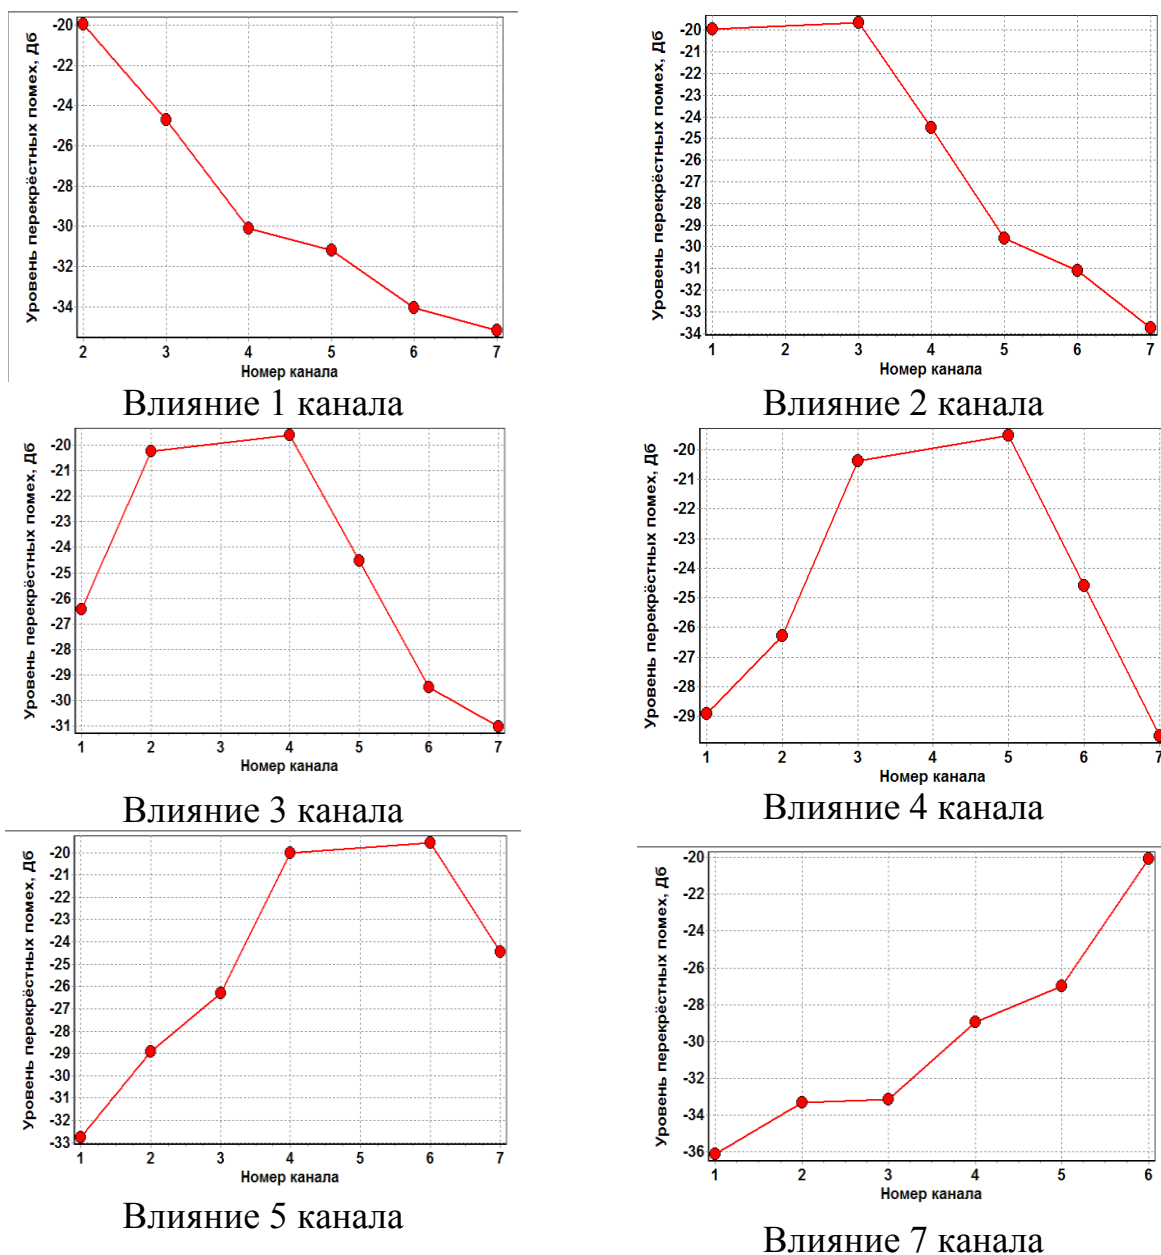 Уровень перекрёстных помех, Дб
-20
-22
-24
-26
-28
-30
-32
-34
2 3 4 5 6 7
Номер канала
Влияние 1 канала
Уровень перекрёстных помех, Дб
-20
-21
-22
-23
-24
-25
-26
-27
-28
-29
-30
-31
-32
-33
-34
1 2 3 4 5 6 7
Номер канала
Влияние 2 канала
Уровень перекрёстных помех, Дб
-20
-21
-22
-23
-24
-25
-26
-27
-28
-29
-30
-31
1 2 3 4 5 6 7
Номер канала
Влияние 3 канала
Уровень перекрёстных помех, Дб
-20
-21
-22
-23
-24
-25
-26
-27
-28
-29
1 2 3 4 5 6 7
Номер канала
Влияние 4 канала
Уровень перекрёстных помех, Дб
-20
-21
-22
-23
-24
-25
-26
-27
-28
-29
-30
-31
-32
-33
1 2 3 4 5 6 7
Номер канала
Влияние 5 канала
Уровень перекрёстных помех, Дб
-20
-22
-24
-26
-28
-30
-32
-34
-36
1 2 3 4 5 6
Номер канала
Влияние 7 канала